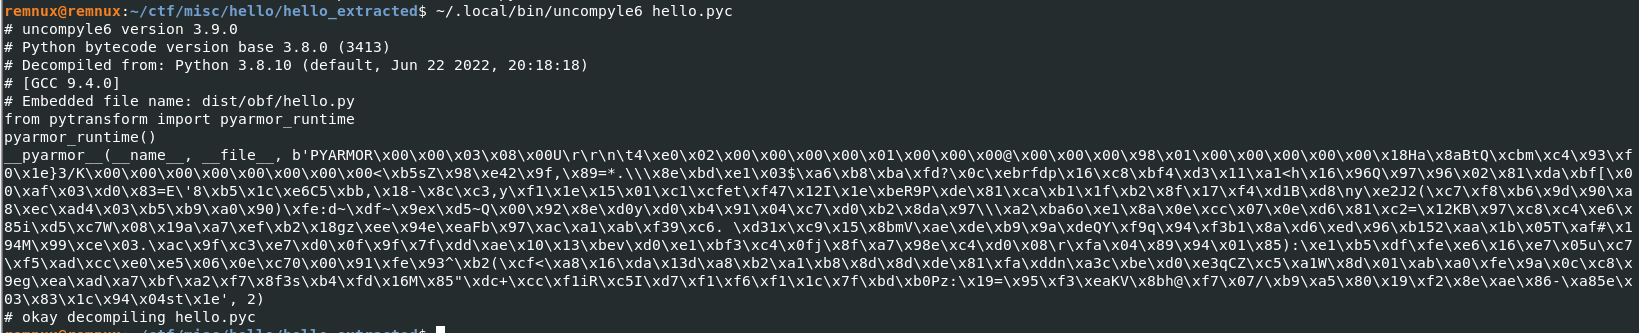 remnux@remnux:~/ctf/misc/hello/hello_extracted$ ~/.local/bin/uncompyle6 hello.pyc
# uncompyle6 version 3.9.0
# Python bytecode version base 3.8.0 (3413)
# Decompiled from: Python 3.8.10 (default, Jun 22 2022, 20:18:18)
# [GCC 9.4.0]
# Embedded file name: dist/obf/hello.py
from pytransform import pyarmor_runtime
pyarmor_runtime()
__pyarmor__(__name__, __file__, b'PYARMOR\x00\x00\x03\x08\x00U\r\r\n\t4\xe0\x02\x00\x00\x00\x00\x01\x00\x00\x00@\x00\x00\x00\x98\x01\x00\x00\x00\x00\x00\x18Ha\x8aBtQ\xcbm\xc4\x93\xf
0\x1e}3/K\x00\x00\x00\x00\x00\x00\x00\x00<\xb5sZ\x98\xe42\x9f,\x89=*.\\\x8e\xbd\xe1\x03$\xa6\xb8\xba\xfd?\x0c\xebrfdp\x16\xc8\xbf4\xd3\x11\xa1<h\x16\x96Q\x97\x96\x02\x81\xda\xbf[\x0
0\xaf\x03\xd0\x83=E\'8\xb5\x1c\xe6C5\xbb,\x18-\x8c\xc3,y\xf1\x1e\x15\x01\xc1\xcfet\xf47\x12I\x1e\xbeR9P\xde\x81\xca\xb1\x1f\xb2\x8f\x17\xf4\xd1B\xd8\ny\xe2J2(\xc7\xf8\xb6\x9d\x90\xa
8\xec\xad4\x03\xb5\xb9\xa0\x90)\xfe:d~\xdf~\x9ex\xd5~Q\x00\x92\x8e\xd0y\xd0\xb4\x91\x04\xc7\xd0\xb2\x8da\x97\\\xa2\xba6o\xe1\x8a\x0e\xcc\x07\x0e\xd6\x81\xc2=\x12KB\x97\xc8\xc4\xe6\x
85i\xd5\xc7W\x08\x19a\xa7\xef\xb2\x18gz\xee\x94e\xeaFb\x97\xac\xa1\xab\xf39\xc6. \xd31x\xc9\x15\x8bmV\xae\xde\xb9\x9a\xdeQY\xf9q\x94\xf3b1\x8a\xd6\xed\x96\xb152\xaa\x1b\x05T\xaf#\x1
94M\x99\xce\x03.\xac\x9f\xc3\xe7\xd0\x0f\x9f\x7f\xdd\xae\x10\x13\xbev\xd0\xe1\xbf3\xc4\x0fj\x8f\xa7\x98e\xc4\xd0\x08\r\xfa\x04\x89\x94\x01\x85):\xe1\xb5\xdf\xfe\xe6\x16\xe7\x05u\xc7
\xf5\xad\xcc\xe0\xe5\x06\x0e\xc70\x00\x91\xfe\x93^\xb2(\xcf<\xa8\x16\xda\x13d\xa8\xb2\xa1\xb8\x8d\x8d\xde\x81\xfa\xddn\xa3c\xbe\xd0\xe3qCZ\xc5\xa1W\x8d\x01\xab\xa0\xfe\x9a\x0c\xc8\x
9eg\xea\xad\xa7\xbf\xa2\xf7\x8f3s\xb4\xfd\x16M\x85"\xdc+\xcc\xf1iR\xc5I\xd7\xf1\xf6\xf1\x1c\x7f\xbd\xb0Pz:\x19=\x95\xf3\xeaKV\x8bh@\xf7\x07/\xb9\xa5\x80\x19\xf2\x8e\xae\x86-\xa85e\x
03\x83\x1c\x94\x04st\x1e', 2)
# okay decompiling hello.pyc